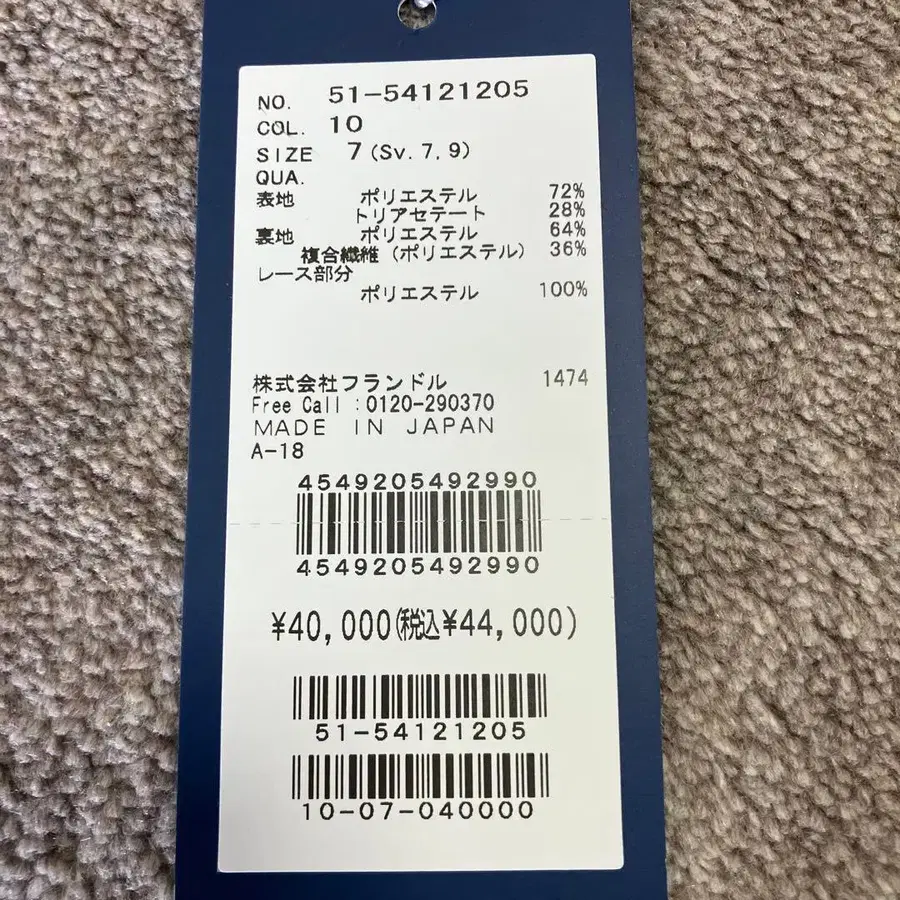 NO. 51-54121205
COL. 10
SIZE 7(Sv.7,9)
QUA.
表地 ポリエステル 72%
トリアセテート 28%
裏地 ポリエステル 64%
複合繊維(ポリエステル) 36%
レース部分
ポリエステル 100%
株式会社フランドル 1474
Free Call :0120-290370
MADE IN JAPAN
A-18
4549205492990
4549205492990
¥40,000(税込¥44,000)
51-54121205
10-07-040000